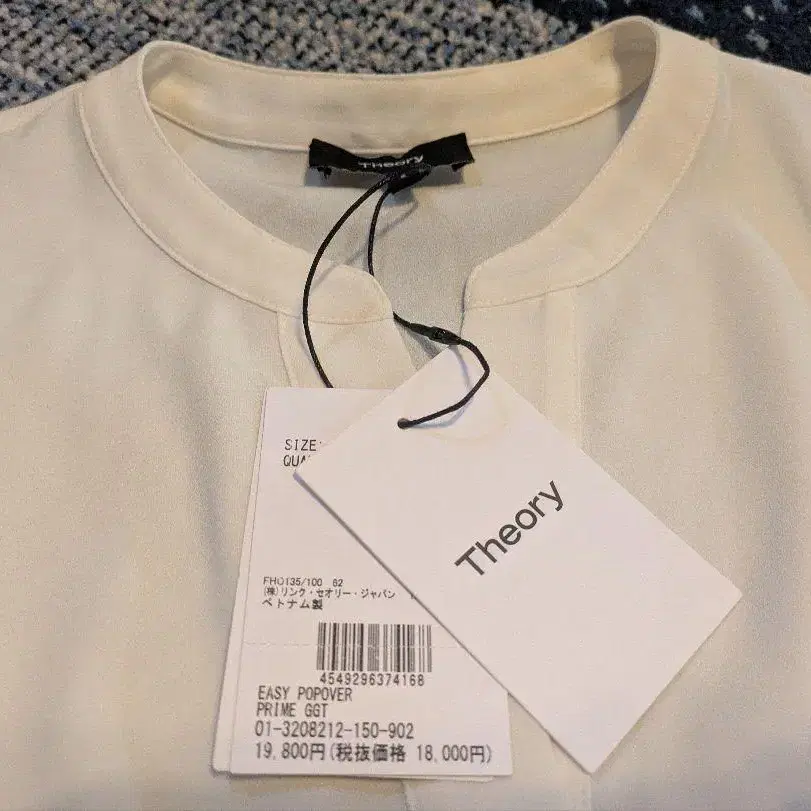 Theory
SIZE:
QUA
FH0135/100 62
(株)リンク・セオリー・ジャパン
ベトナム製
4549296374168
EASY POPOVER
PRIME GGT
01-3208212-150-902
19,800円(税抜価格 18,000円)
Theory